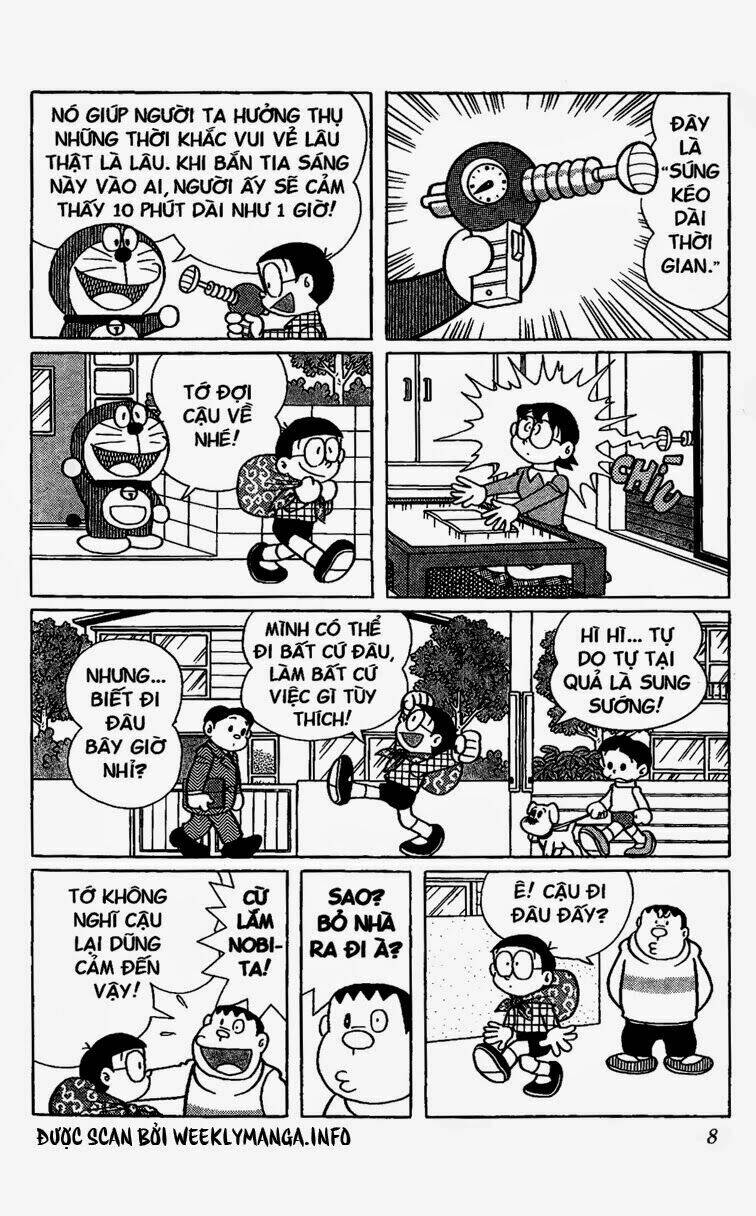 ĐÂY
LÀ
"SÚNG
KÉO
DÀI
THỜI
GIAN."
NÓ GIÚP NGƯỜI TA HƯỞNG THỤ
NHỮNG THỜI KHẮC VUI VẺ LÂU
THẬT LÀ LÂU. KHI BẮN TIA SÁNG
NÀY VÀO AI, NGƯỜI ẤY SẼ CẢM
THẤY 10 PHÚT DÀI NHƯ 1 GIỜ!
CHÍU
TỚ ĐỢI
CẬU VỀ
NHÉ!
HÌ HÌ... TỰ
DO TỰ TẠI
QUẢ LÀ SUNG
SƯỚNG!
MÌNH CÓ THỂ
ĐI BẤT CỨ ĐÂU,
LÀM BẤT CỨ
VIỆC GÌ TÙY
THÍCH!
NHƯNG...
BIẾT ĐI
ĐÂU
BÂY GIỜ
NHỈ?
Ê! CẬU ĐI
ĐÂU ĐẤY?
SAO?
BỎ NHÀ
RA ĐI À?
CỪ
LẮM
NOBI-
TA!
TỚ KHÔNG
NGHĨ CẬU
LẠI DŨNG
CẢM ĐẾN
VẬY!
ĐƯỢC SCAN BỞI WEEKLYMANGA.INFO
8